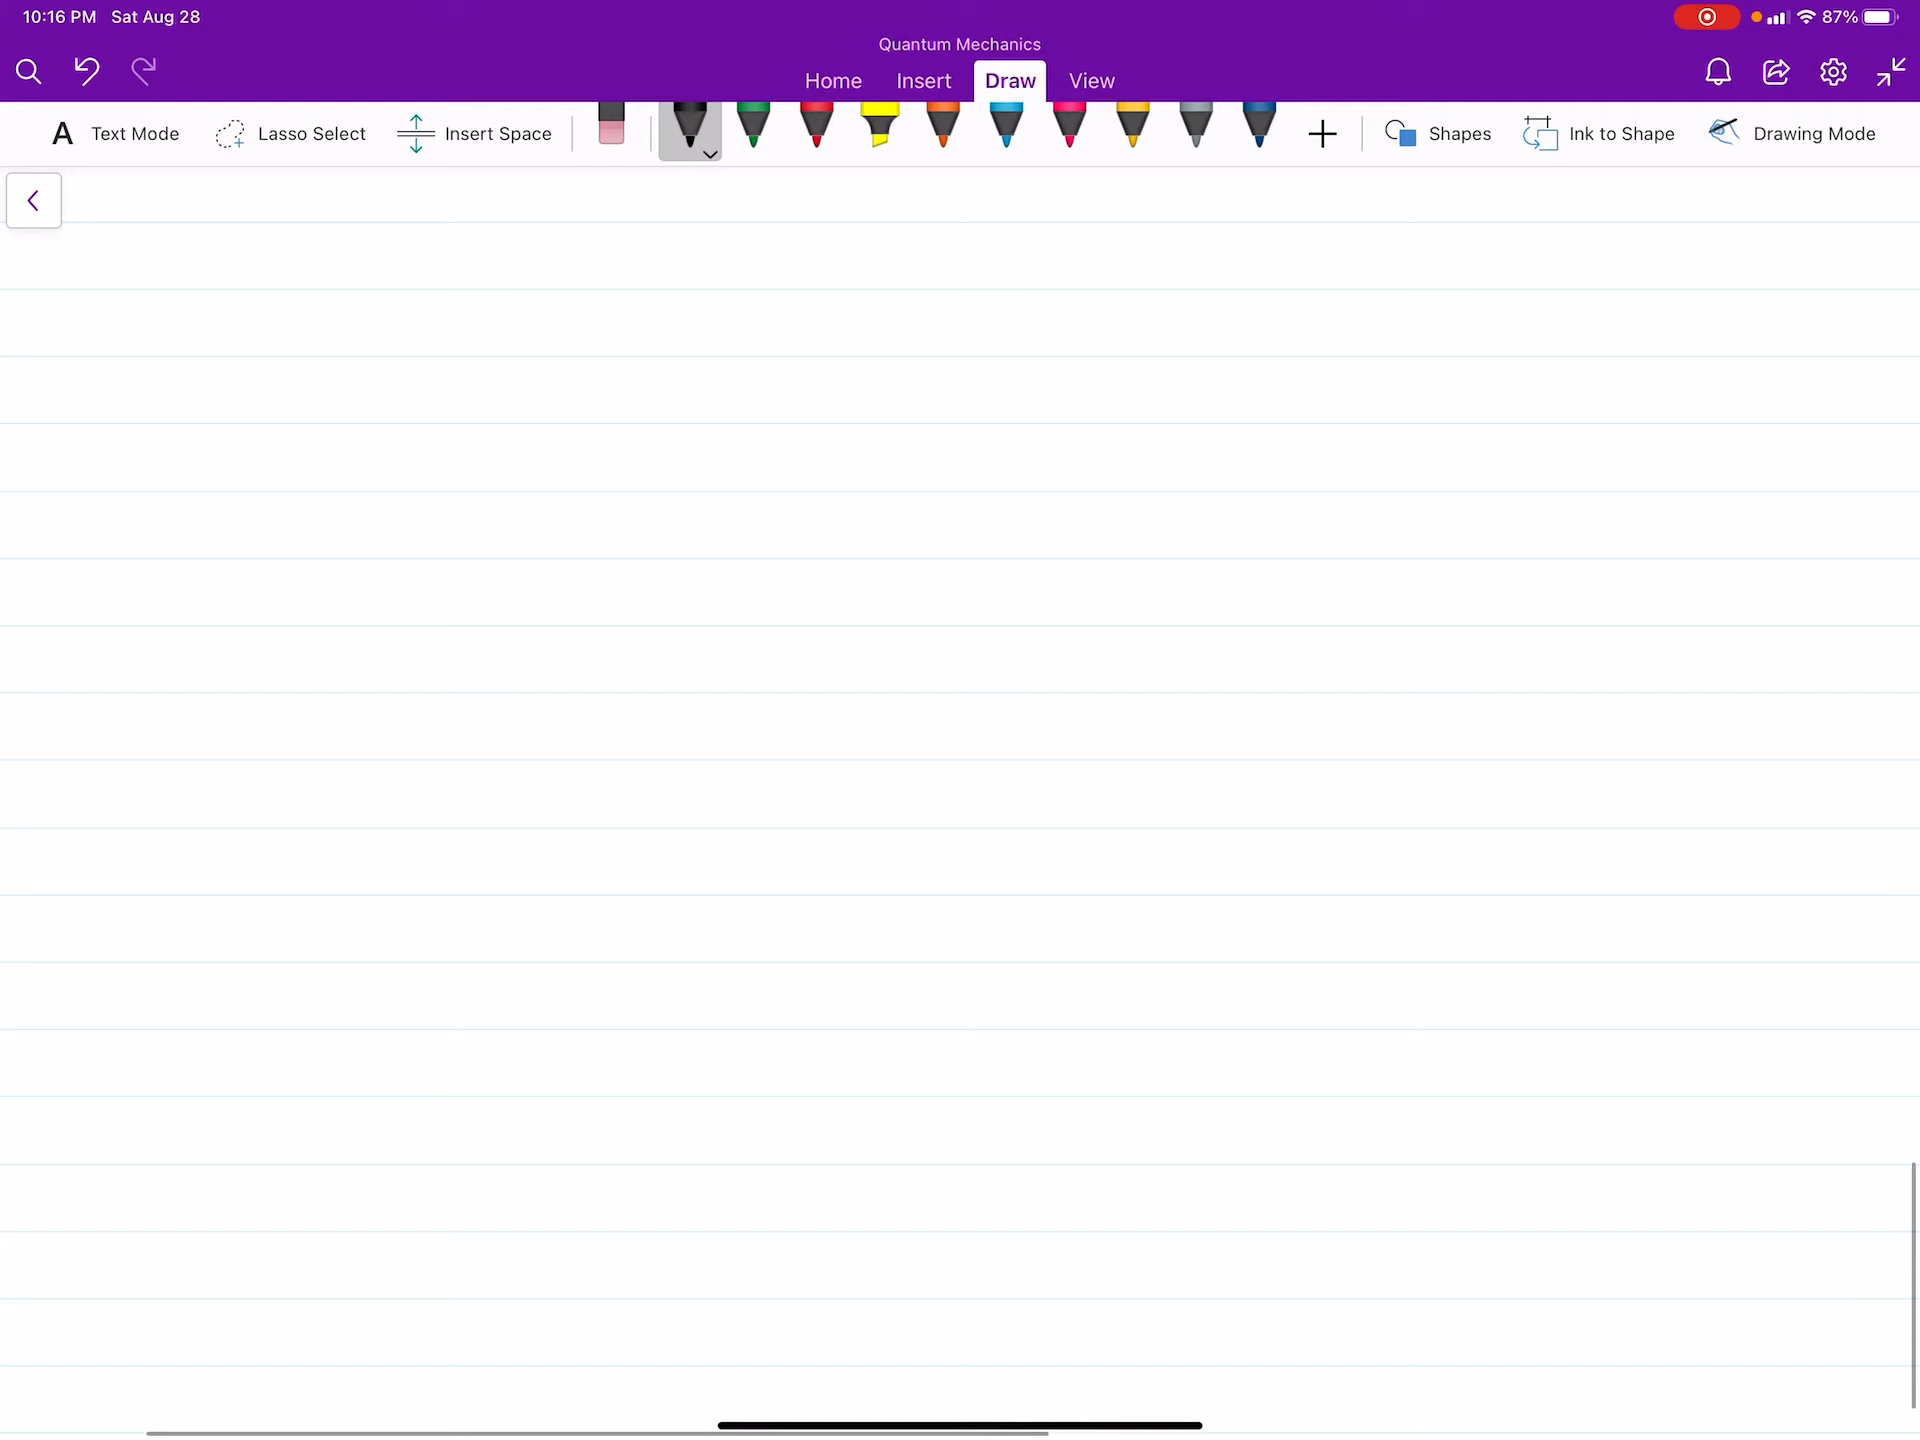 10:16 PM Sat Aug 28
87%
Quantum Mechanics
Home Insert Draw View
A Text Mode Lasso Select Insert Space Shapes Ink to Shape Drawing Mode